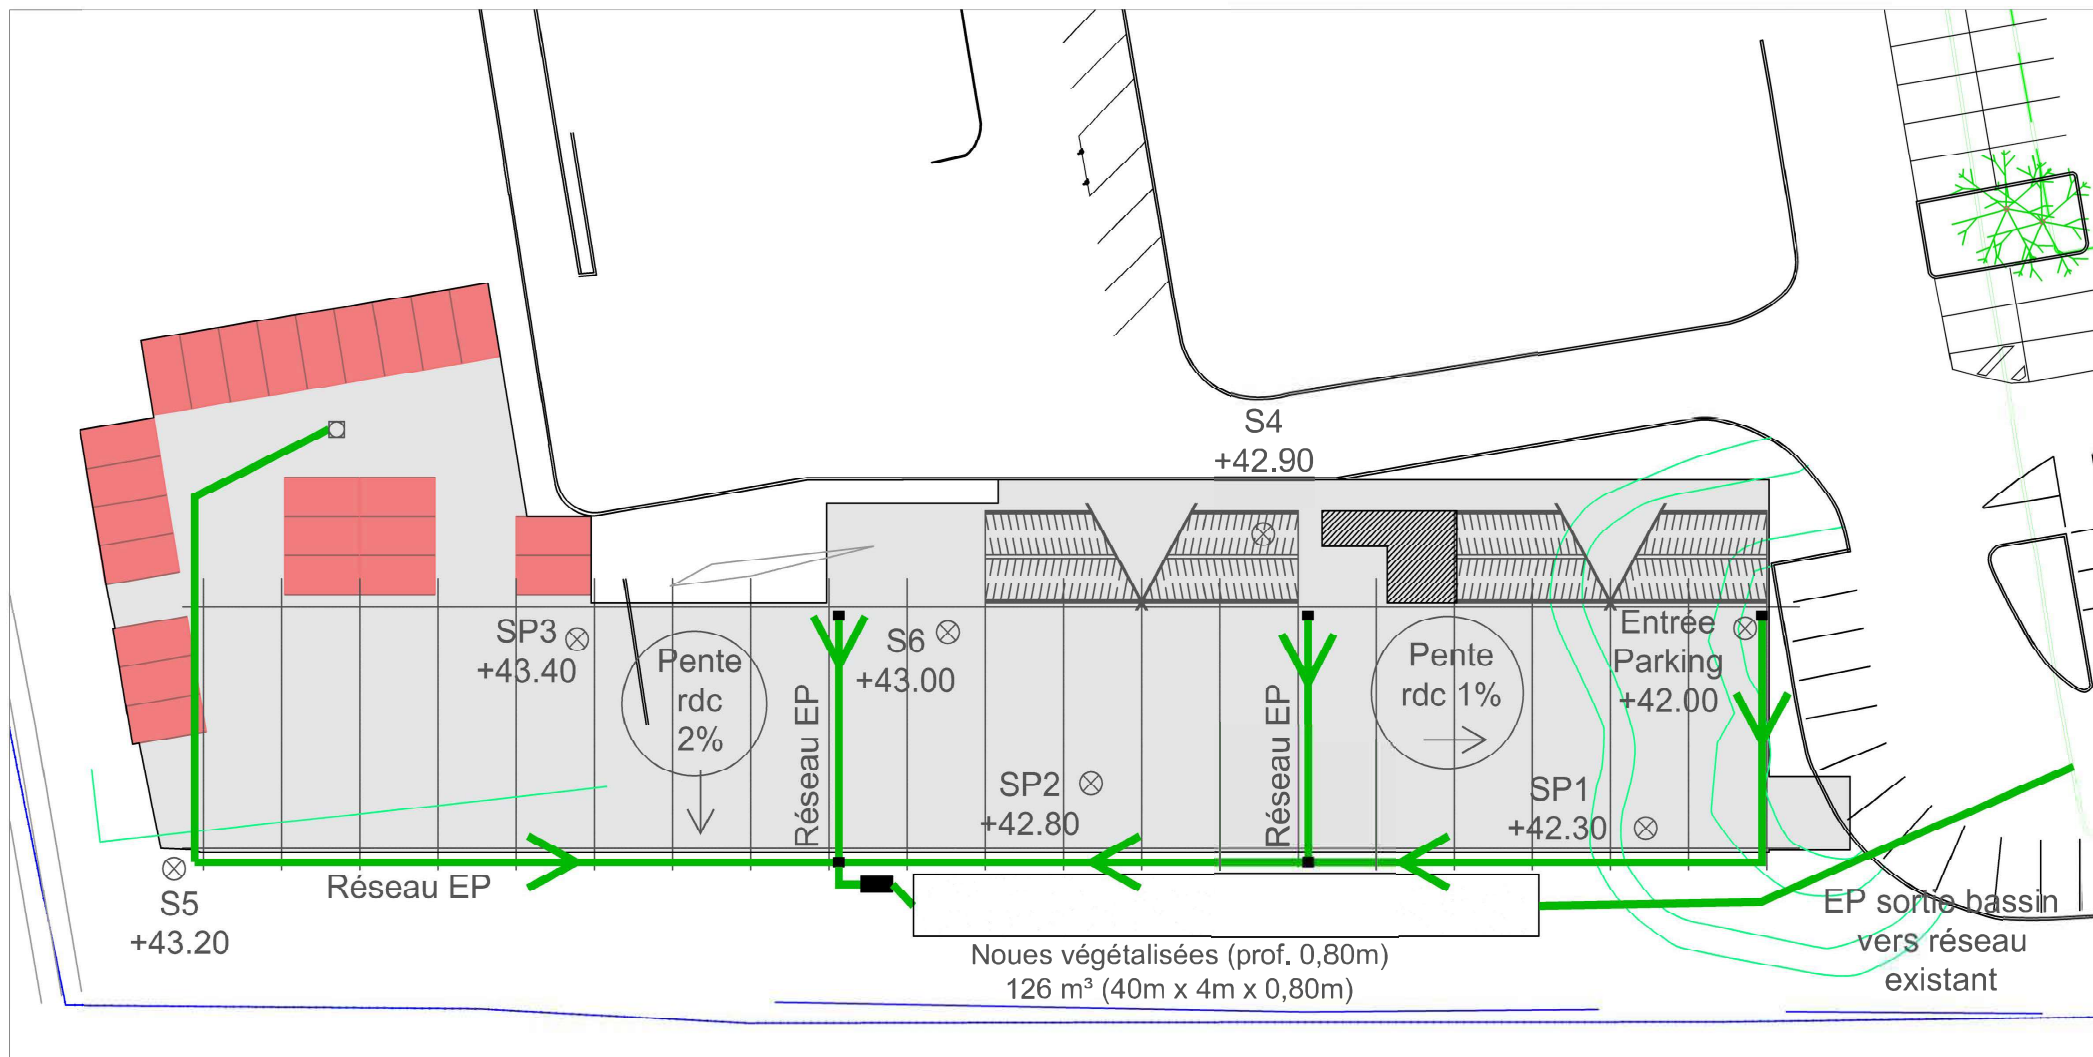 S4
+42.90
SP3
+43.40
Pente
rdc
2%
Réseau EP
S6
+43.00
Réseau EP
Pente
rdc 1%
Entrée
Parking
+42.00
SP2
+42.80
SP1
+42.30
Réseau EP
S5
+43.20
Noues végétalisées (prof. 0,80m)
126 m³ (40m x 4m x 0,80m)
EP sortie bassin
vers réseau
existant